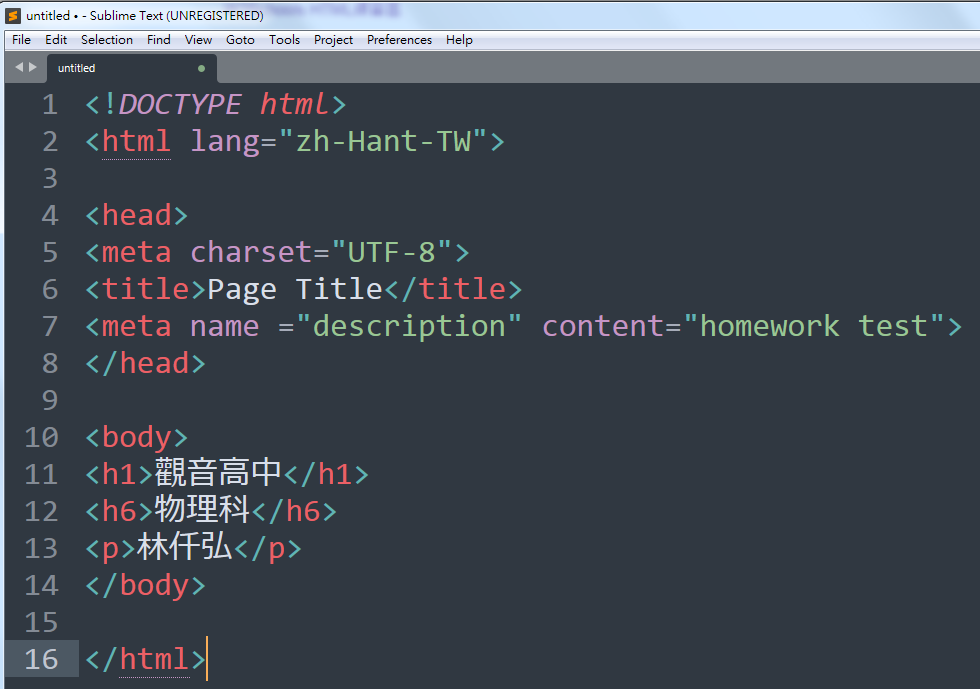 untitled • - Sublime Text (UNREGISTERED)
File Edit Selection Find View Goto Tools Project Preferences Help
untitled
1 <!DOCTYPE html>
2 <html lang="zh-Hant-TW">
3
4 <head>
5 <meta charset="UTF-8">
6 <title>Page Title</title>
7 <meta name ="description" content="homework test">
8 </head>
9
10 <body>
11 <h1>觀音高中</h1>
12 <h6>物理科</h6>
13 <p>林仟弘</p>
14 </body>
15
16 </html>